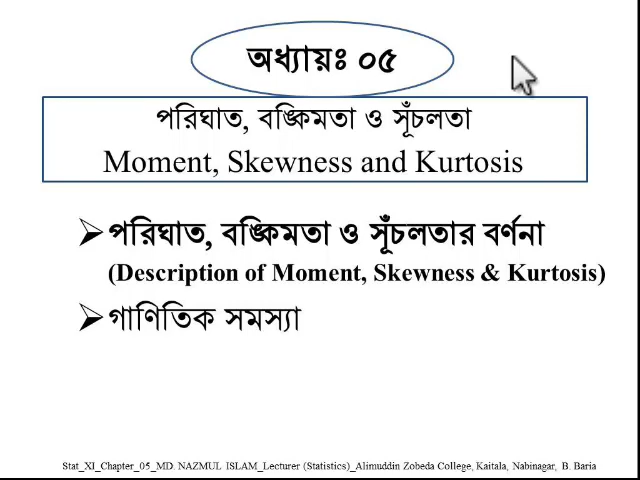 অধ্যায়ঃ ০৫
পরিঘাত, বঙ্কিমতা ও সূঁচলতা
Moment, Skewness and Kurtosis
পরিঘাত, বঙ্কিমতা ও সূঁচলতার বর্ণনা
(Description of Moment, Skewness & Kurtosis)
গাণিতিক সমস্যা
Stat_XI_Chapter_05_MD. NAZMUL ISLAM_Lecturer (Statistics)_Alimuddin Zobeda College, Kaitala, Nabinagar, B. Baria